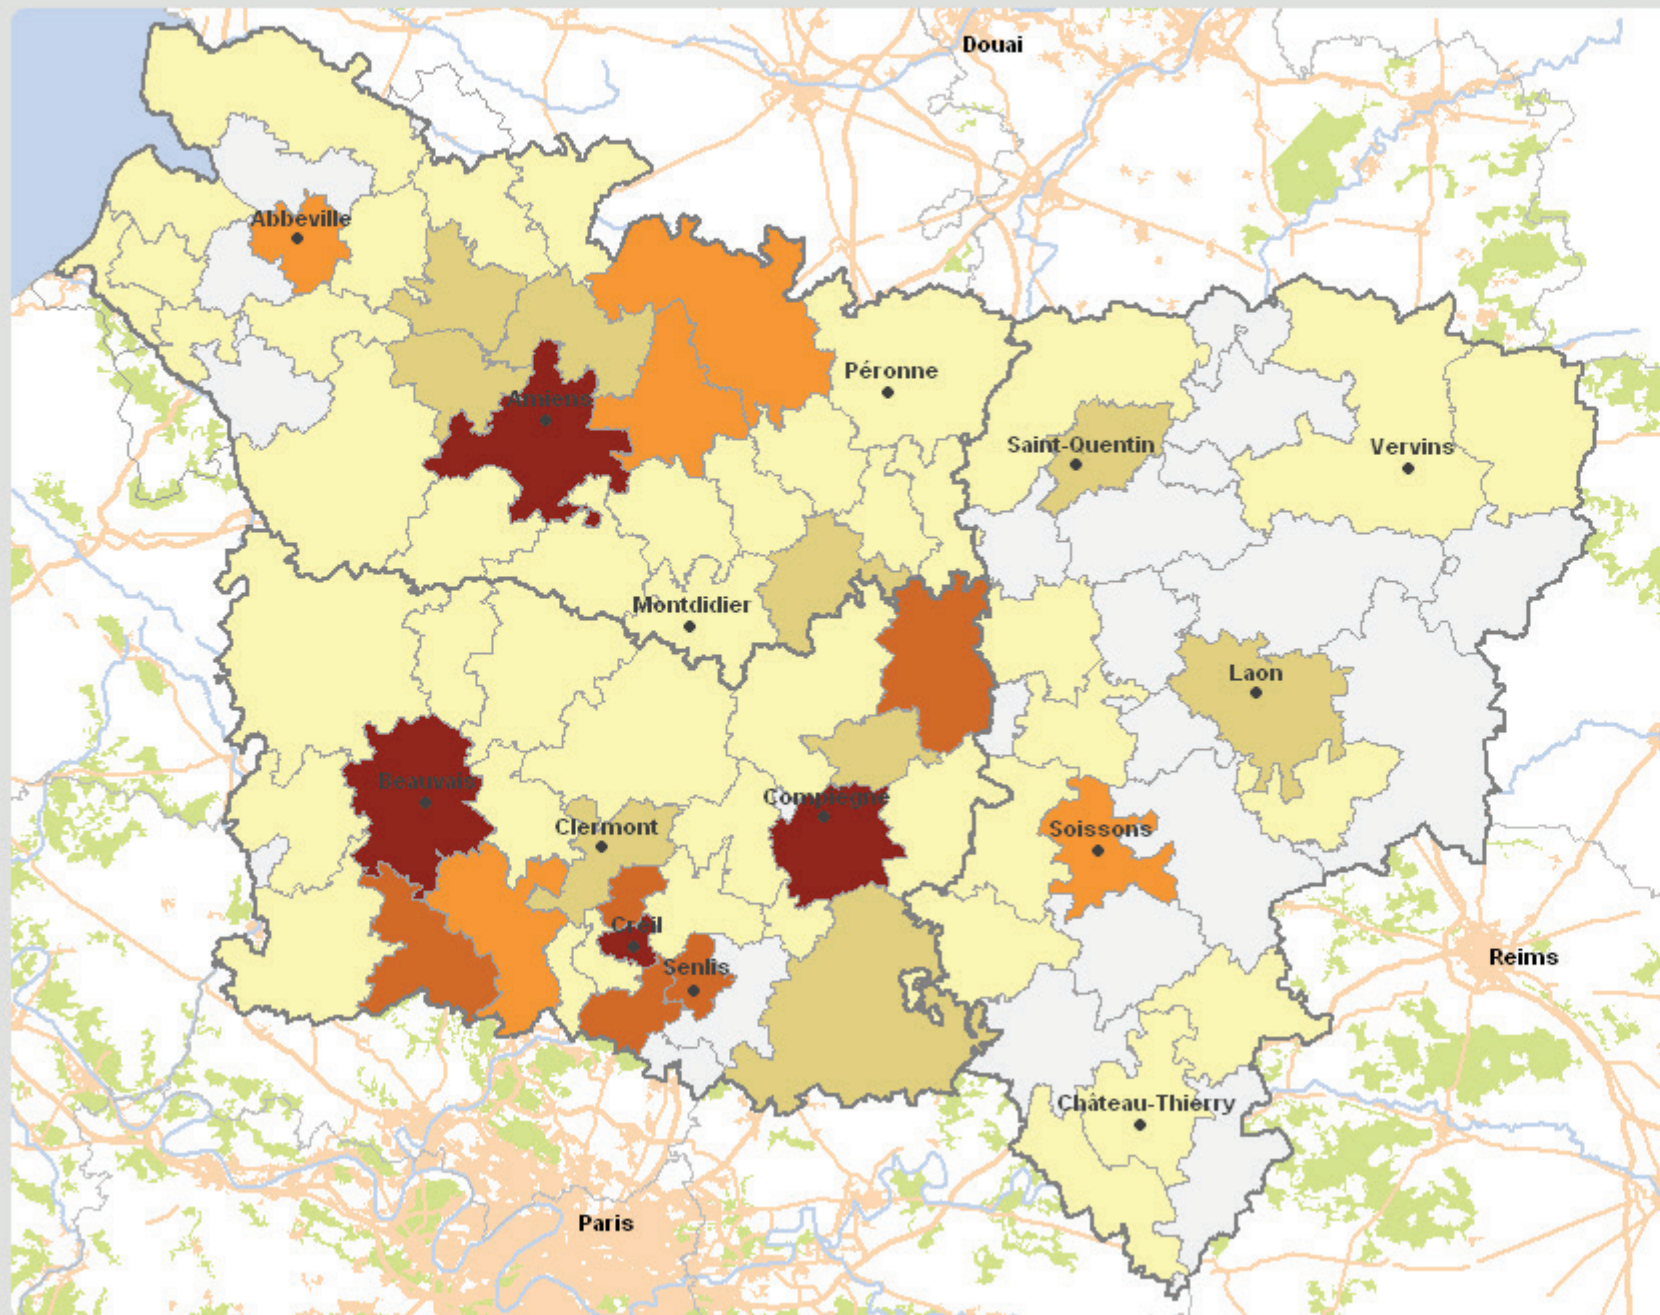 Douai
Abbeville
Péronne
Amiens
Saint-Quentin
Vervins
Montdidier
Laon
Beauvais
Compiègne
Clermont
Soissons
Creil
Senlis
Reims
Château-Thierry
Paris